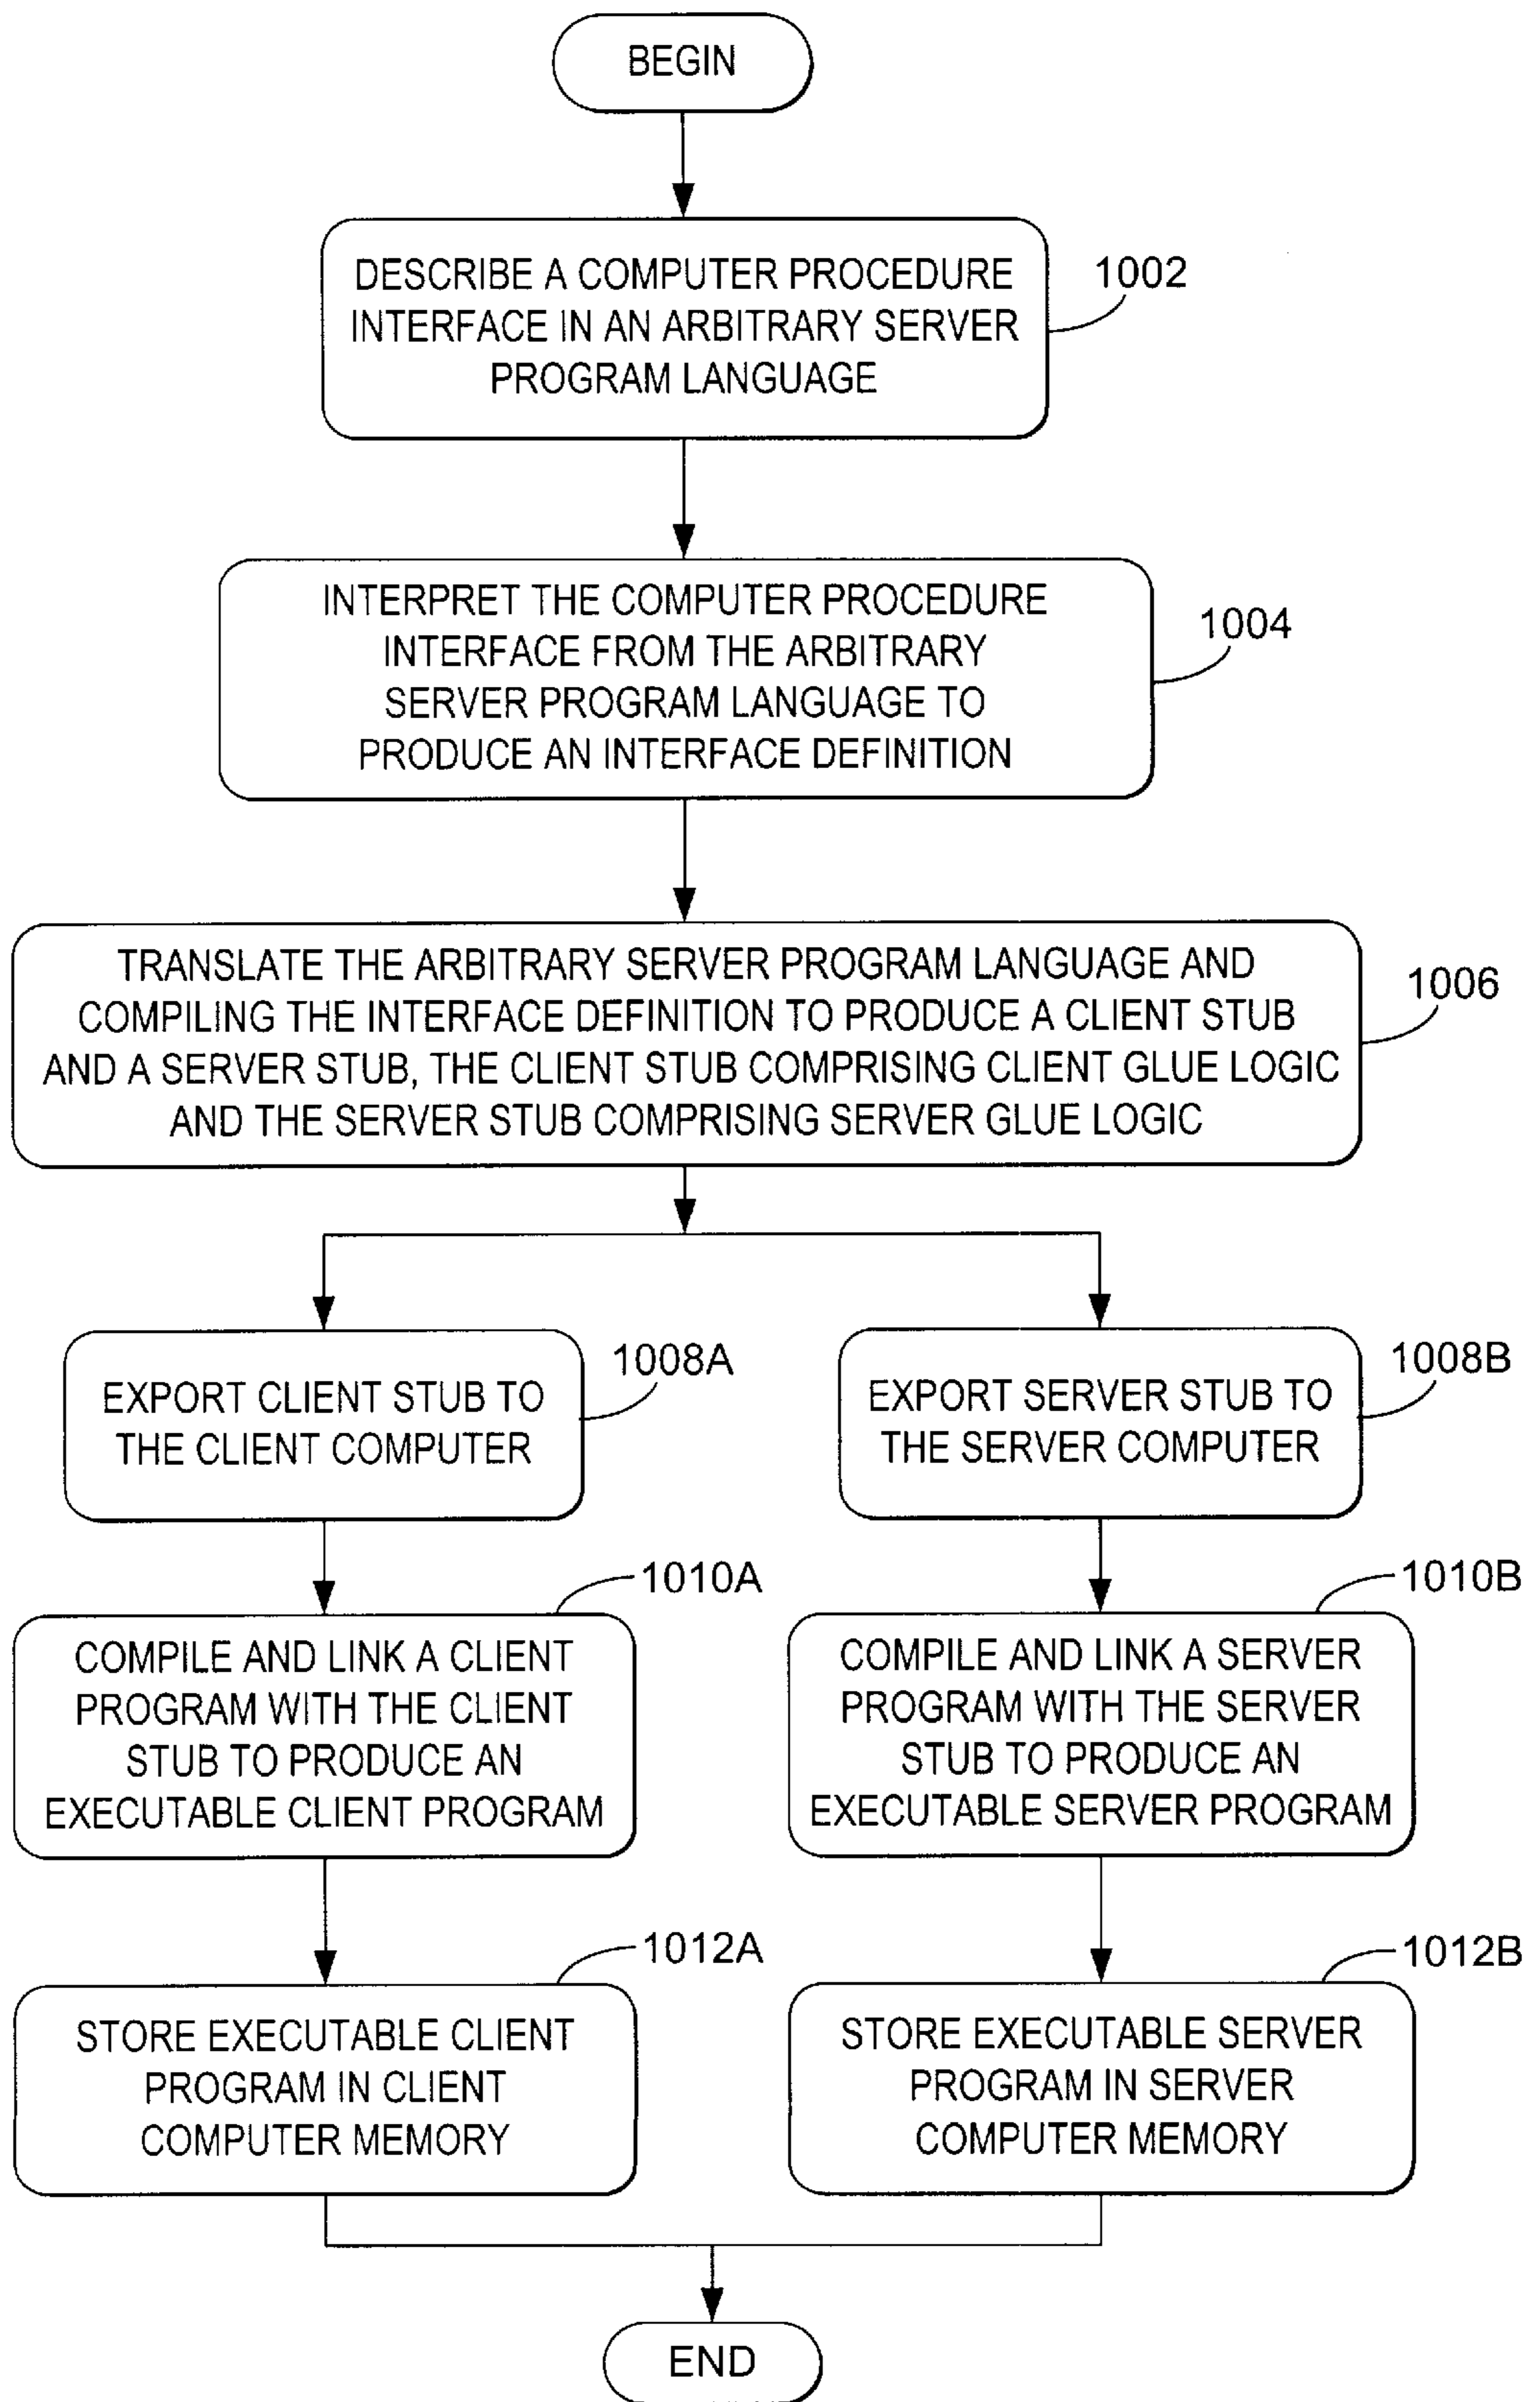 BEGIN
DESCRIBE A COMPUTER PROCEDURE
INTERFACE IN AN ARBITRARY SERVER
PROGRAM LANGUAGE
1002
INTERPRET THE COMPUTER PROCEDURE
INTERFACE FROM THE ARBITRARY
SERVER PROGRAM LANGUAGE TO
PRODUCE AN INTERFACE DEFINITION
1004
TRANSLATE THE ARBITRARY SERVER PROGRAM LANGUAGE AND
COMPILING THE INTERFACE DEFINITION TO PRODUCE A CLIENT STUB
AND A SERVER STUB, THE CLIENT STUB COMPRISING CLIENT GLUE LOGIC
AND THE SERVER STUB COMPRISING SERVER GLUE LOGIC
1006
EXPORT CLIENT STUB TO
THE CLIENT COMPUTER
1008A
EXPORT SERVER STUB TO
THE SERVER COMPUTER
1008B
COMPILE AND LINK A CLIENT
PROGRAM WITH THE CLIENT
STUB TO PRODUCE AN
EXECUTABLE CLIENT PROGRAM
1010A
COMPILE AND LINK A SERVER
PROGRAM WITH THE SERVER
STUB TO PRODUCE AN
EXECUTABLE SERVER PROGRAM
1010B
STORE EXECUTABLE CLIENT
PROGRAM IN CLIENT
COMPUTER MEMORY
1012A
STORE EXECUTABLE SERVER
PROGRAM IN SERVER
COMPUTER MEMORY
1012B
END